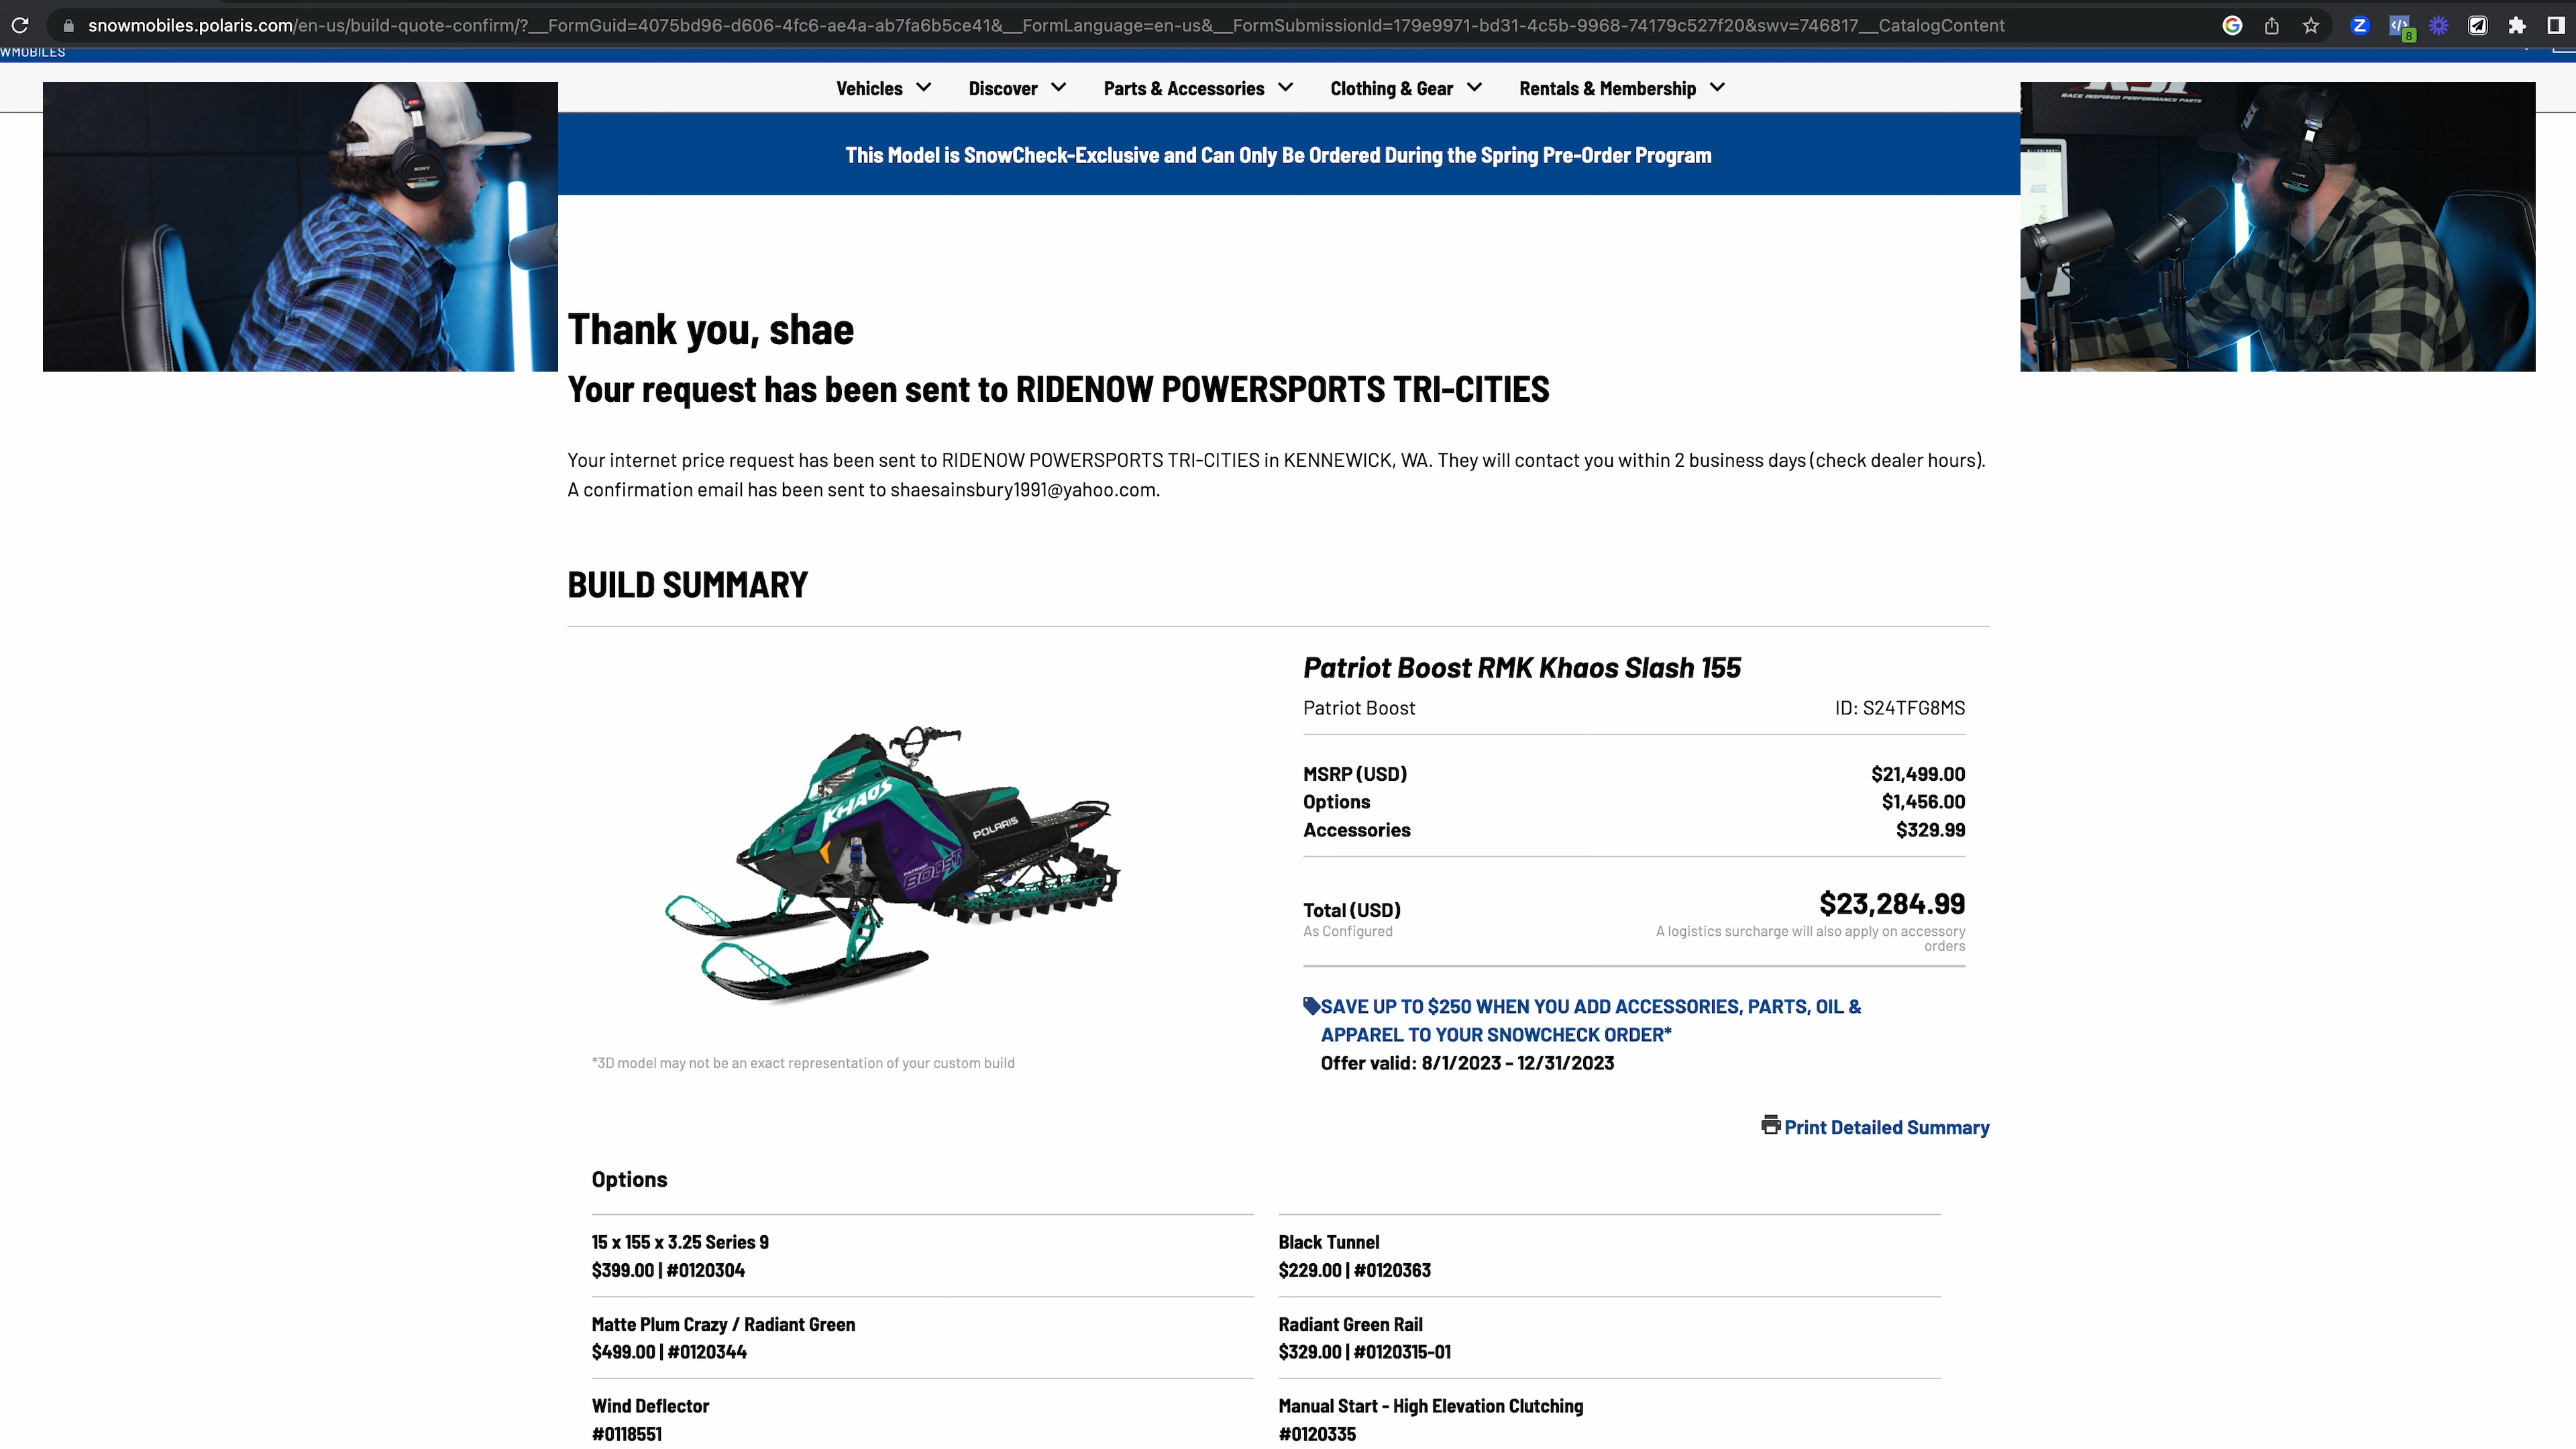 snowmobiles.polaris.com/en-us/build-quote-confirm/?__FormGuid=4075bd96-d606-4fc6-ae4a-ab7fa6b5ce41&__FormLanguage=en-us&__FormSubmissionId=179e9971-bd31-4c5b-9968-74179c527f20&swv=746817__CatalogContent
8
WMOBILES
Vehicles Discover Parts & Accessories Clothing & Gear Rentals & Membership
RACE INSPIRED PERFORMANCE PARTS
SONY
This Model is SnowCheck-Exclusive and Can Only Be Ordered During the Spring Pre-Order Program
Thank you, shae
Your request has been sent to RIDENOW POWERSPORTS TRI-CITIES
Your internet price request has been sent to RIDENOW POWERSPORTS TRI-CITIES in KENNEWICK, WA. They will contact you within 2 business days (check dealer hours).
A confirmation email has been sent to shaesainsbury1991@yahoo.com.
BUILD SUMMARY
KHAOS
POLARIS
PATRIOT
BOOST
Patriot Boost RMK Khaos Slash 155
Patriot Boost ID: S24TFG8MS
MSRP (USD) $21,499.00
Options $1,456.00
Accessories $329.99
Total (USD) $23,284.99
As Configured A logistics surcharge will also apply on accessory
orders
SAVE UP TO $250 WHEN YOU ADD ACCESSORIES, PARTS, OIL &
APPAREL TO YOUR SNOWCHECK ORDER*
Offer valid: 8/1/2023 - 12/31/2023
*3D model may not be an exact representation of your custom build
Print Detailed Summary
Options
15 x 155 x 3.25 Series 9
$399.00 | #0120304
Black Tunnel
$229.00 | #0120363
Matte Plum Crazy / Radiant Green
$499.00 | #0120344
Radiant Green Rail
$329.00 | #0120315-01
Wind Deflector
#0118551
Manual Start - High Elevation Clutching
#0120335